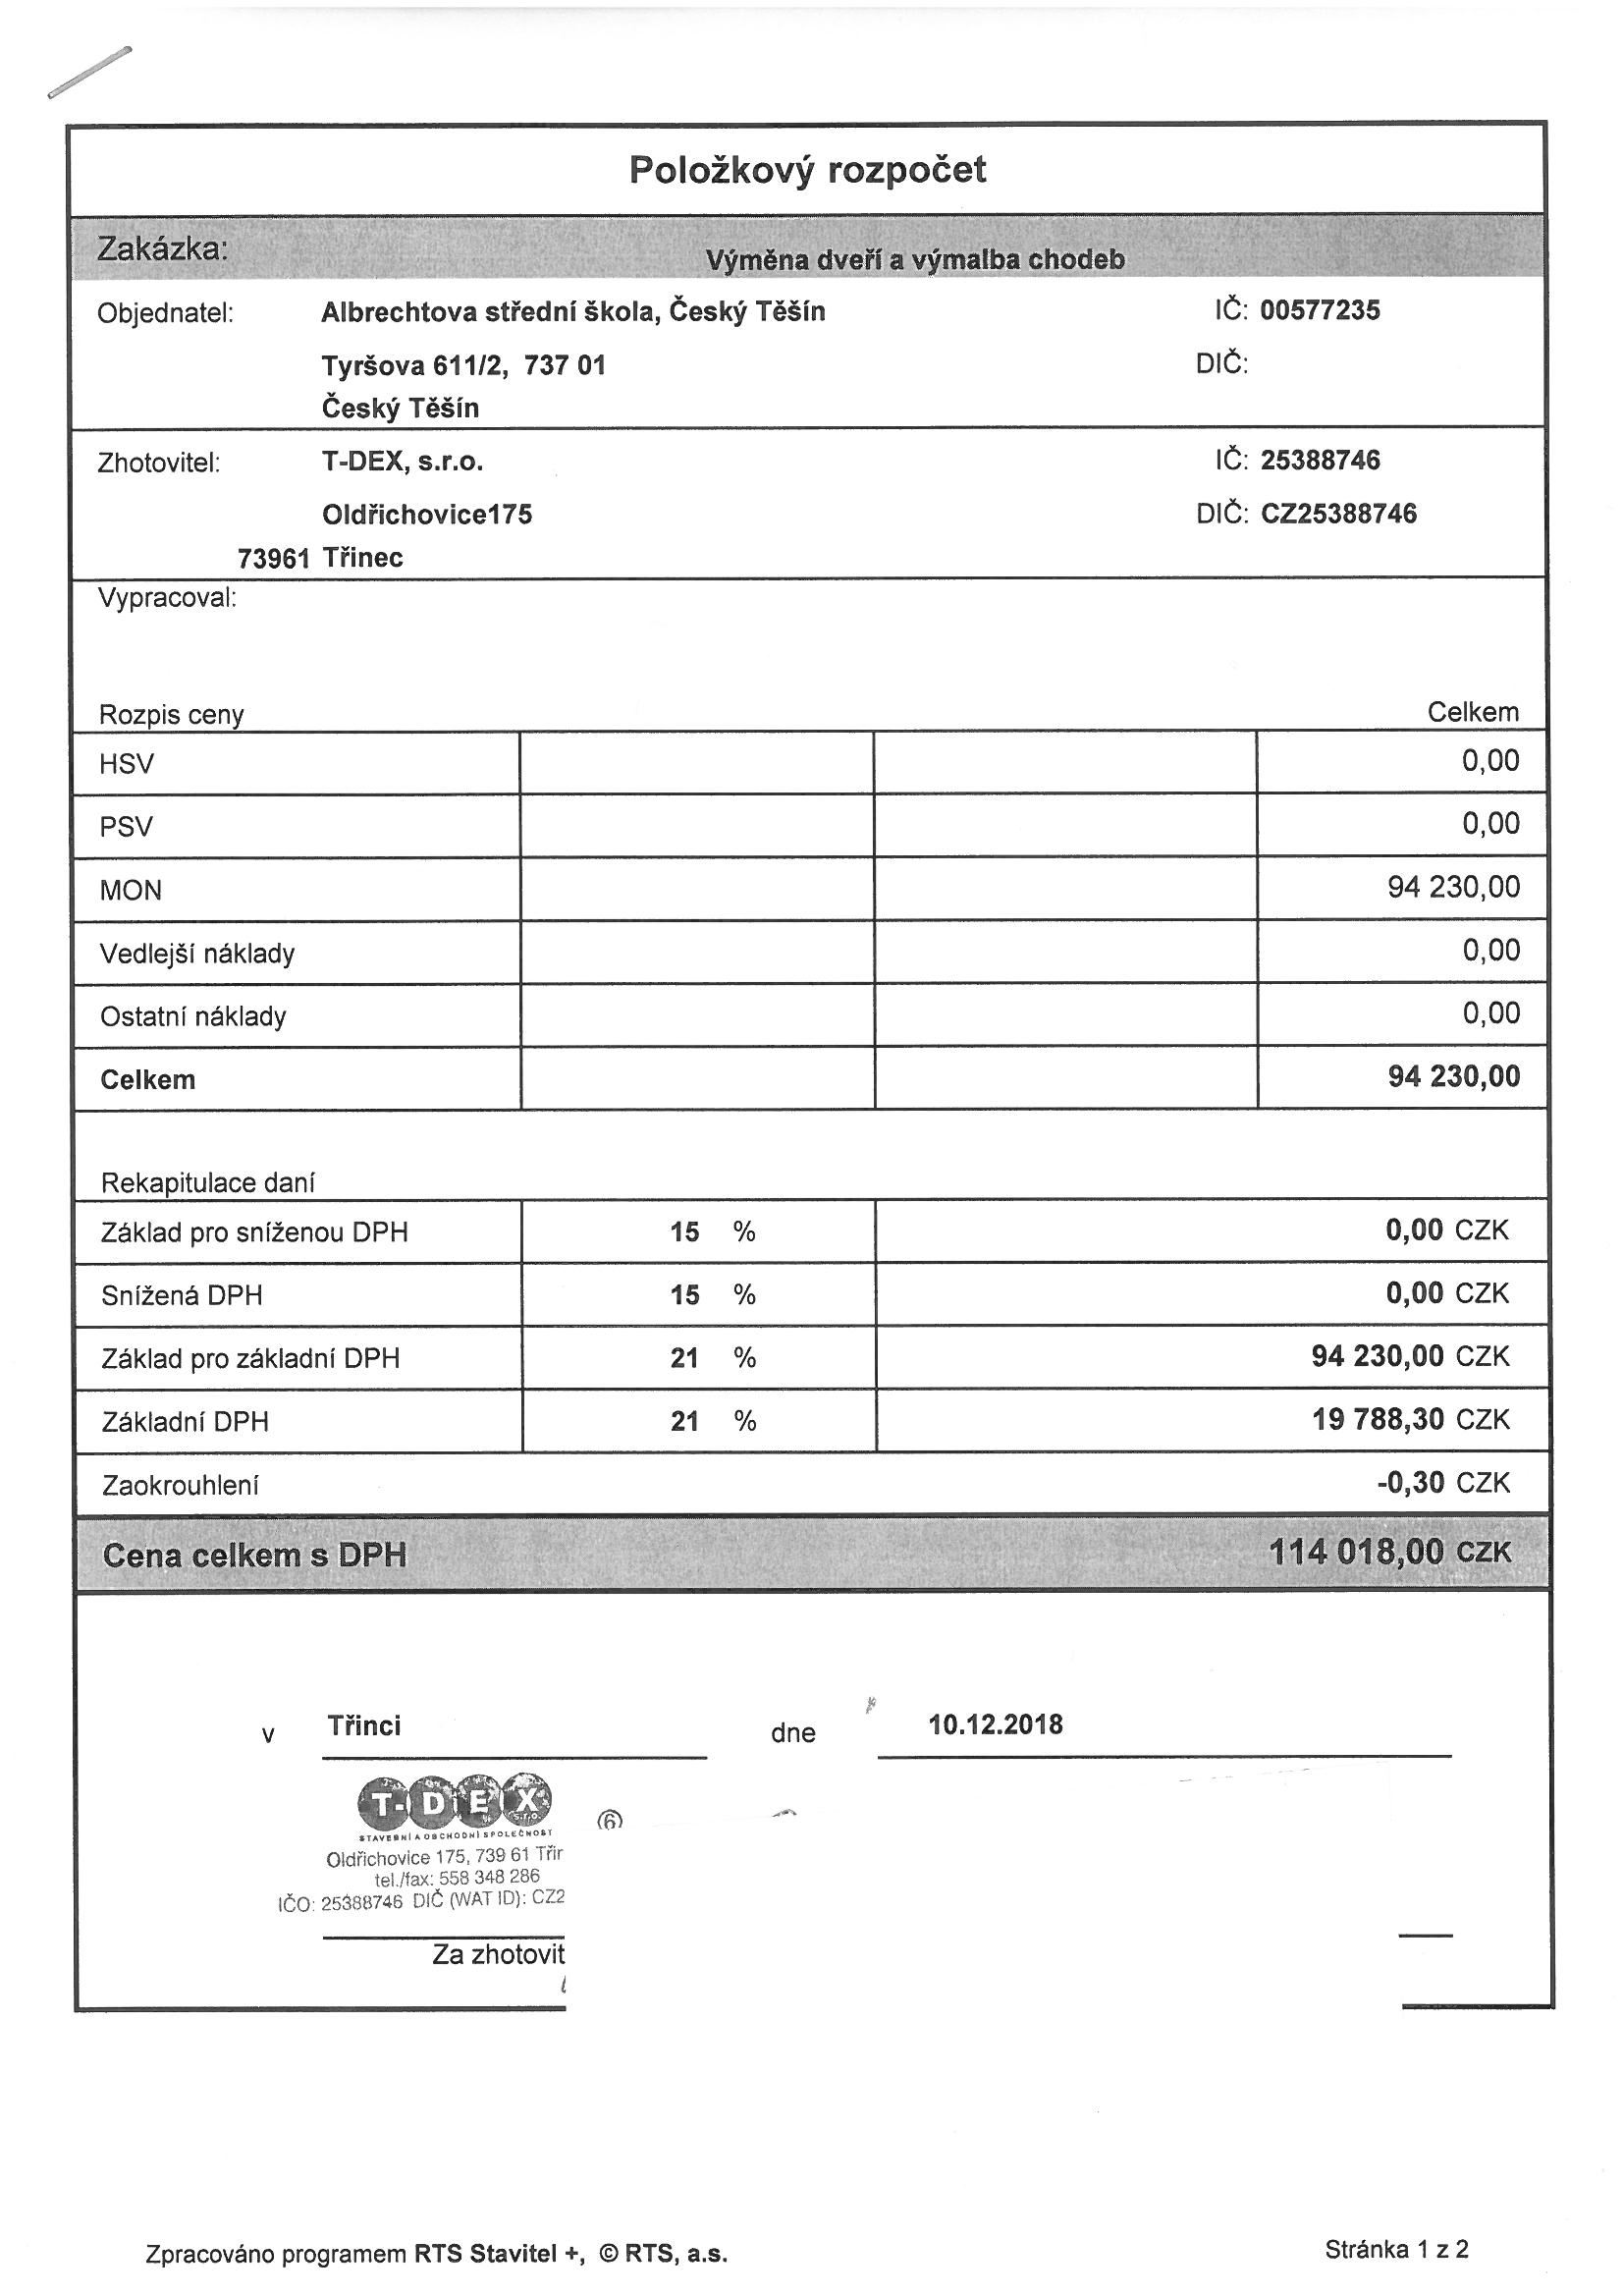 Položkový rozpočet
Zakázka: Výměna dveří a výmalba chodeb
Objednatel: Albrechtova střední škola, Český Těšín IČ: 00577235
Tyršova 611/2, 737 01 DIČ:
Český Těšín
Zhotovitel: T-DEX, s.r.o. IČ: 25388746
Oldřichovice175 DIČ: CZ25388746
73961 Třinec
Vypracoval:
Rozpis ceny Celkem
HSV 0,00
PSV 0,00
MON 94 230,00
Vedlejší náklady 0,00
Ostatní náklady 0,00
Celkem 94 230,00
Rekapitulace daní
Základ pro sníženou DPH 15 % 0,00 CZK
Snížená DPH 15 % 0,00 CZK
Základ pro základní DPH 21 % 94 230,00 CZK
Základní DPH 21 % 19 788,30 CZK
Zaokrouhlení -0,30 CZK
Cena celkem s DPH 114 018,00 CZK
v Třinci dne 10.12.2018
T-DEX s.r.o. 6
STAVEBNÍ A OBCHODNÍ SPOLEČNOST
Oldřichovice 175, 739 61 Třir
tel./fax: 558 348 286
IČO: 25388746 DIČ (WAT ID): CZ2
Za zhotovit
Zpracováno programem RTS Stavitel +, © RTS, a.s. Stránka 1 z 2